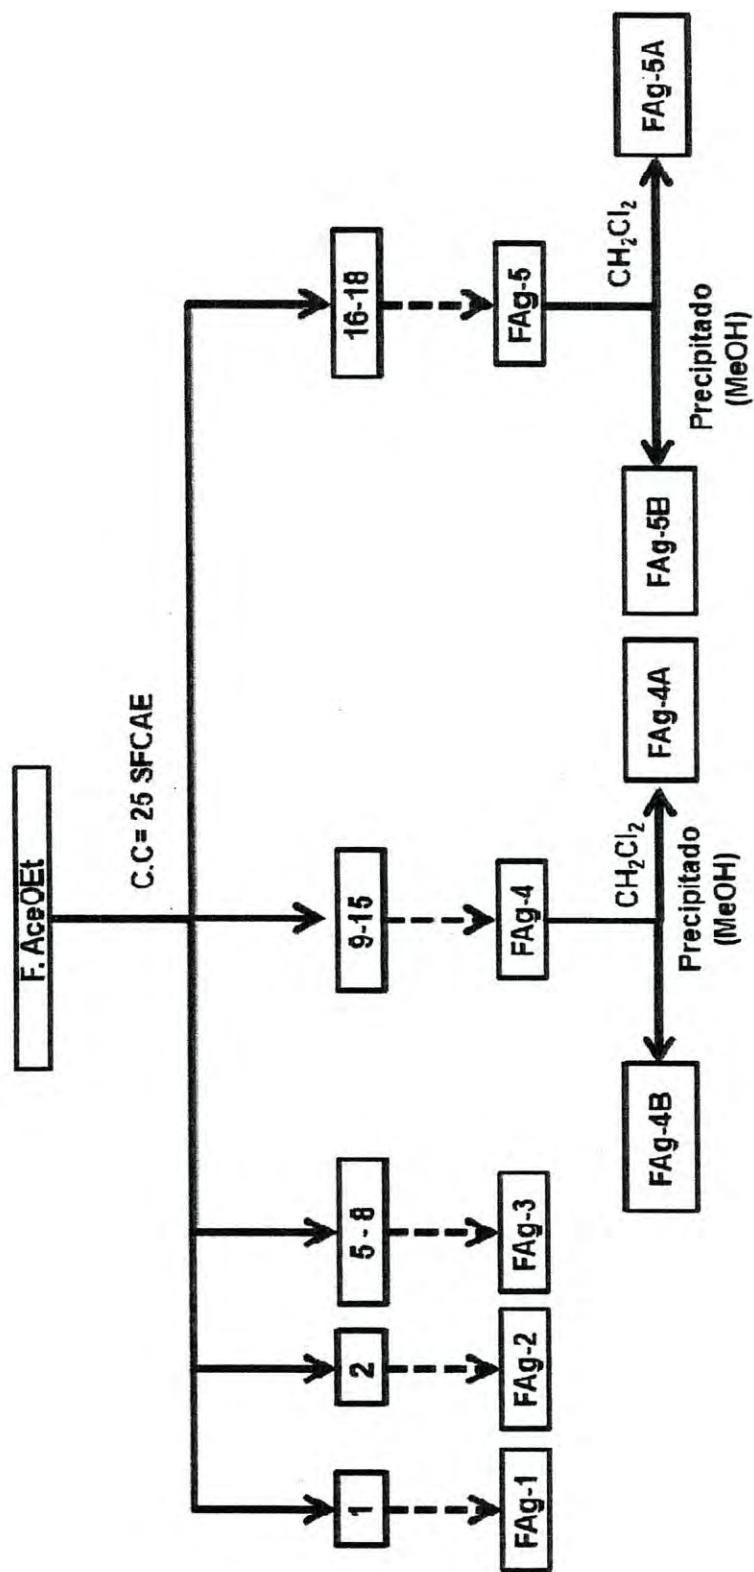 F. AceOEt
C.C= 25 SFCAE
1
2
5 - 8
9-15
16-18
FAg-1
FAg-2
FAg-3
FAg-4
FAg-5
CH₂Cl₂
Precipitado
(MeOH)
CH₂Cl₂
Precipitado
(MeOH)
FAg-4B
FAg-4A
FAg-5B
FAg-5A